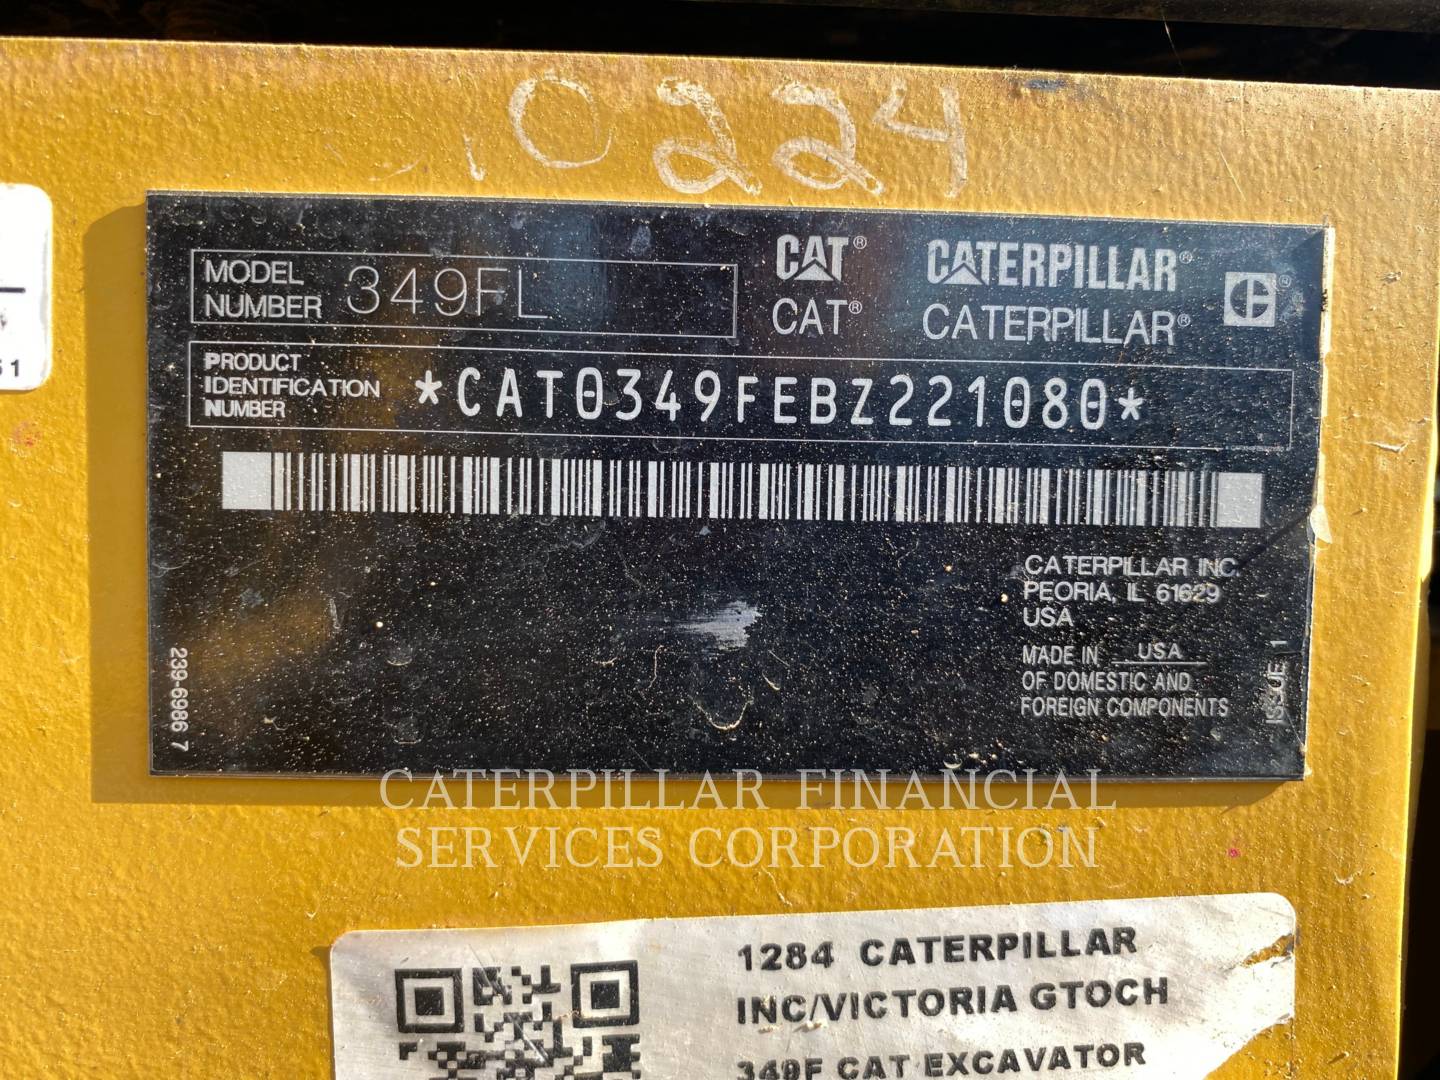 .0224
MODEL NUMBER 349FL
CAT® CATERPILLAR®
CAT® CATERPILLAR®
PRODUCT IDENTIFICATION NUMBER *CAT0349FEBZ221080*
CATERPILLAR INC.
PEORIA, IL 61629
USA
MADE IN USA
OF DOMESTIC AND
FOREIGN COMPONENTS
ISSUE 1
239-6986 7
51
CATERPILLAR FINANCIAL
SERVICES CORPORATION
1284 CATERPILLAR
INC/VICTORIA GTOCH
349F CAT EXCAVATOR